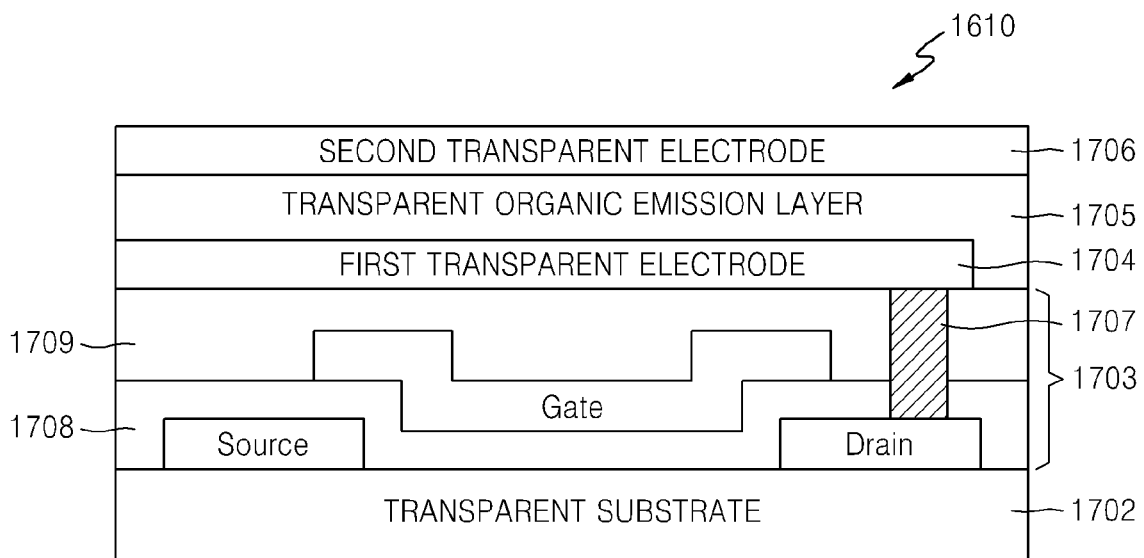 1610
SECOND TRANSPARENT ELECTRODE
1706
TRANSPARENT ORGANIC EMISSION LAYER
1705
FIRST TRANSPARENT ELECTRODE
1704
1707
1709
1703
Gate
1708
Source
Drain
TRANSPARENT SUBSTRATE
1702